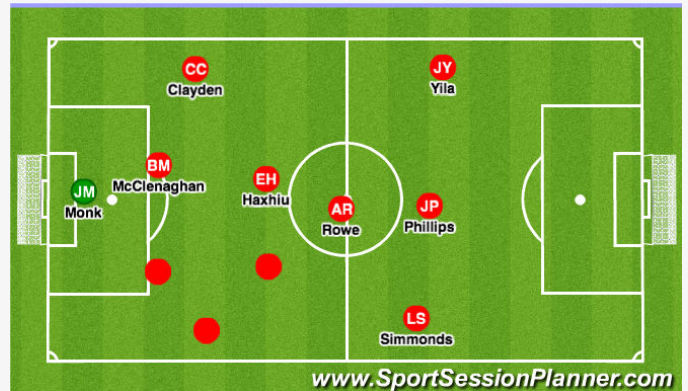 CC
Clayden
JY
Yila
BM
McClenaghan
EH
Haxhiu
JM
Monk
AR
Rowe
JP
Phillips
LS
Simmonds
www.SportSessionPlanner.com